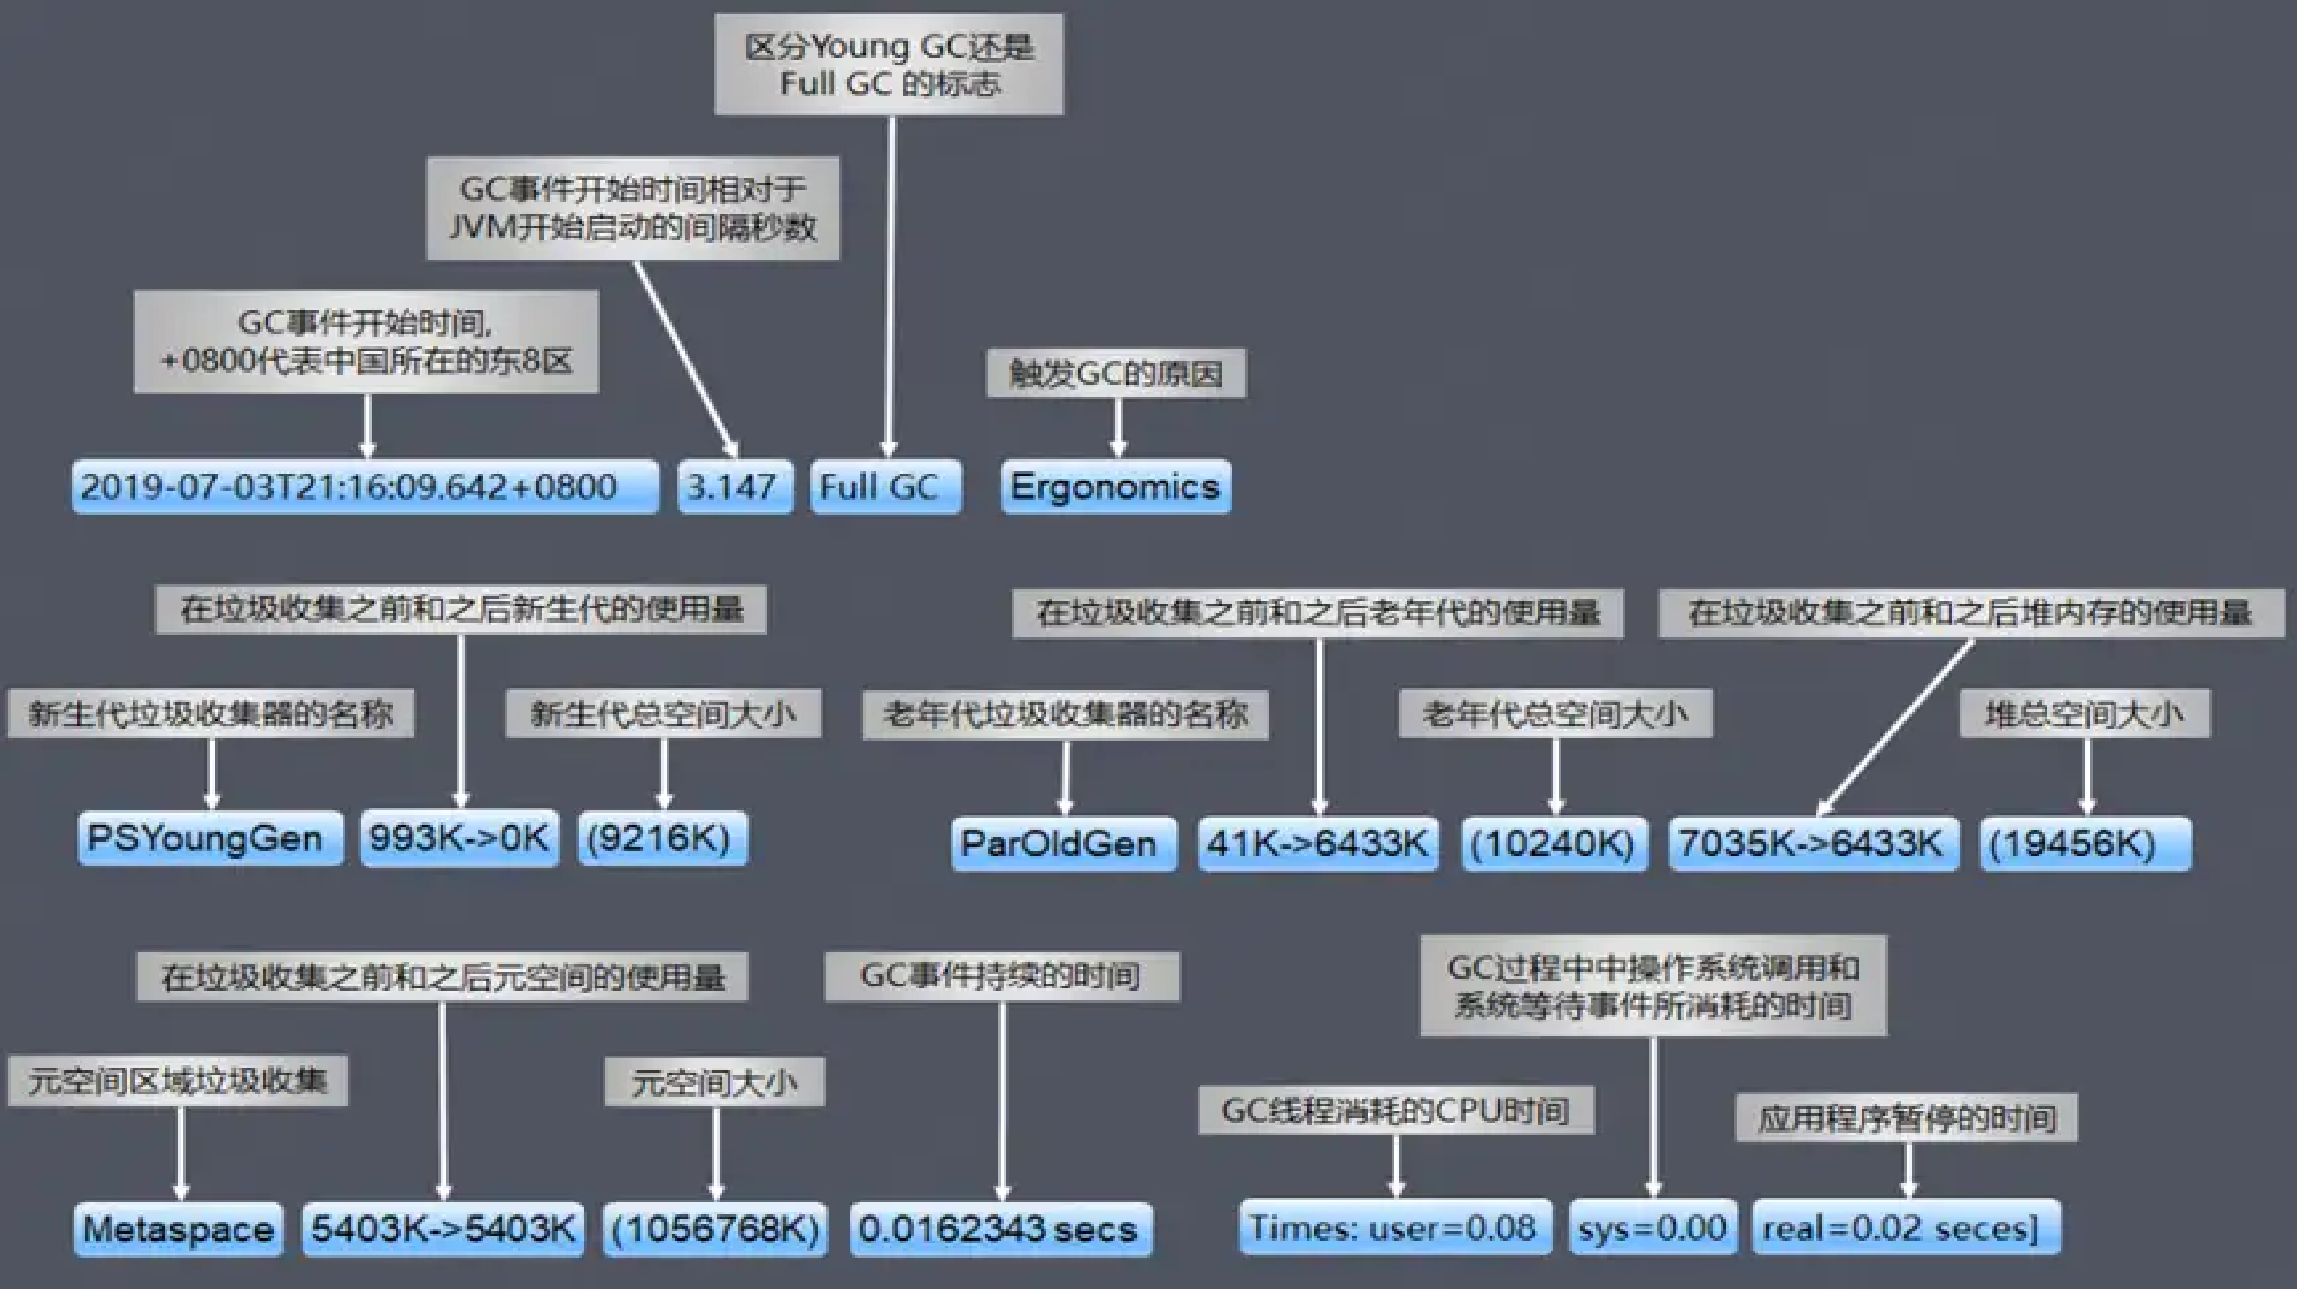 区分Young GC还是
Full GC 的标志
GC事件开始时间相对于
JVM开始启动的间隔秒数
GC事件开始时间,
+0800代表中国所在的东8区
触发GC的原因
2019-07-03T21:16:09.642+0800
3.147
Full GC
Ergonomics
在垃圾收集之前和之后新生代的使用量
在垃圾收集之前和之后老年代的使用量
在垃圾收集之前和之后堆内存的使用量
新生代垃圾收集器的名称
新生代总空间大小
老年代垃圾收集器的名称
老年代总空间大小
堆总空间大小
PSYoungGen
993K->0K
(9216K)
ParOldGen
41K->6433K
(10240K)
7035K->6433K
(19456K)
在垃圾收集之前和之后元空间的使用量
GC事件持续的时间
GC过程中中操作系统调用和
系统等待事件所消耗的时间
元空间区域垃圾收集
元空间大小
GC线程消耗的CPU时间
应用程序暂停的时间
Metaspace
5403K->5403K
(1056768K)
0.0162343 secs
Times: user=0.08
sys=0.00
real=0.02 seces]